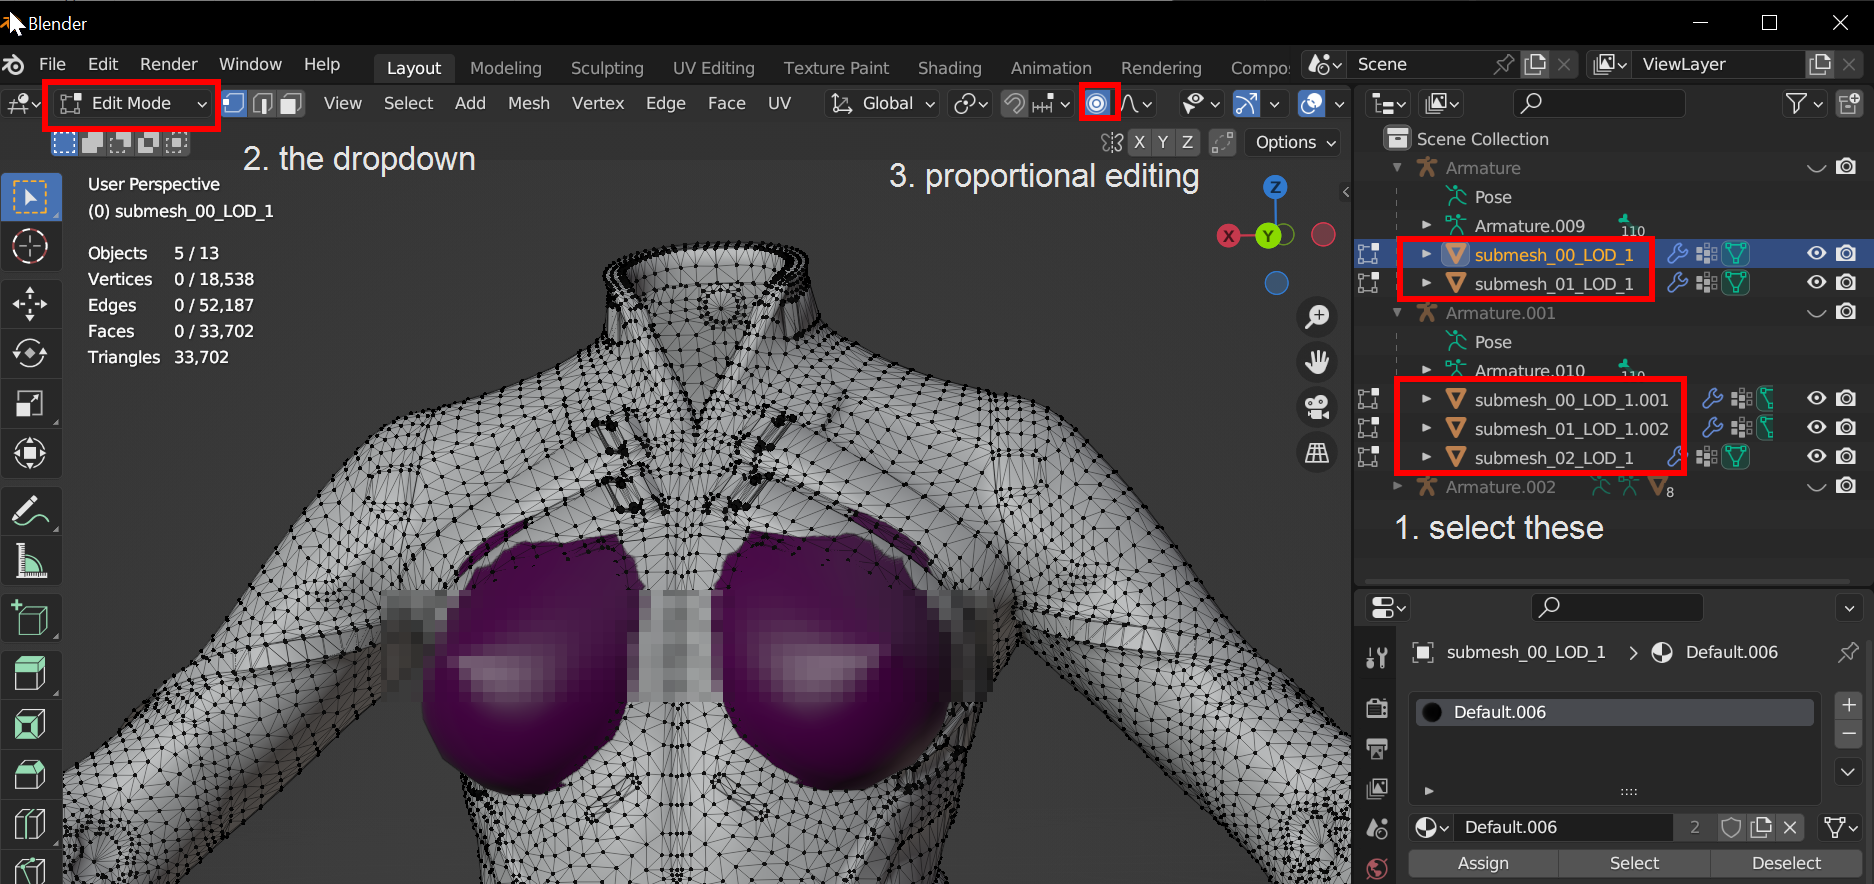 Blender
File Edit Render Window Help
Layout Modeling Sculpting UV Editing Texture Paint Shading Animation Rendering Compo
Scene
ViewLayer
Edit Mode
View Select Add Mesh Vertex Edge Face UV
Global
X Y Z
Options
2. the dropdown
3. proportional editing
User Perspective
(0) submesh_00_LOD_1
Objects 5 / 13
Vertices 0 / 18,538
Edges 0 / 52,187
Faces 0 / 33,702
Triangles 33,702
Z
X
Y
Scene Collection
Armature
Pose
Armature.009
110
submesh_00_LOD_1
submesh_01_LOD_1
Armature.001
Pose
Armature.010
110
submesh_00_LOD_1.001
submesh_01_LOD_1.002
submesh_02_LOD_1
Armature.002
8
1. select these
submesh_00_LOD_1 > Default.006
Default.006
Default.006 2
Assign Select Deselect